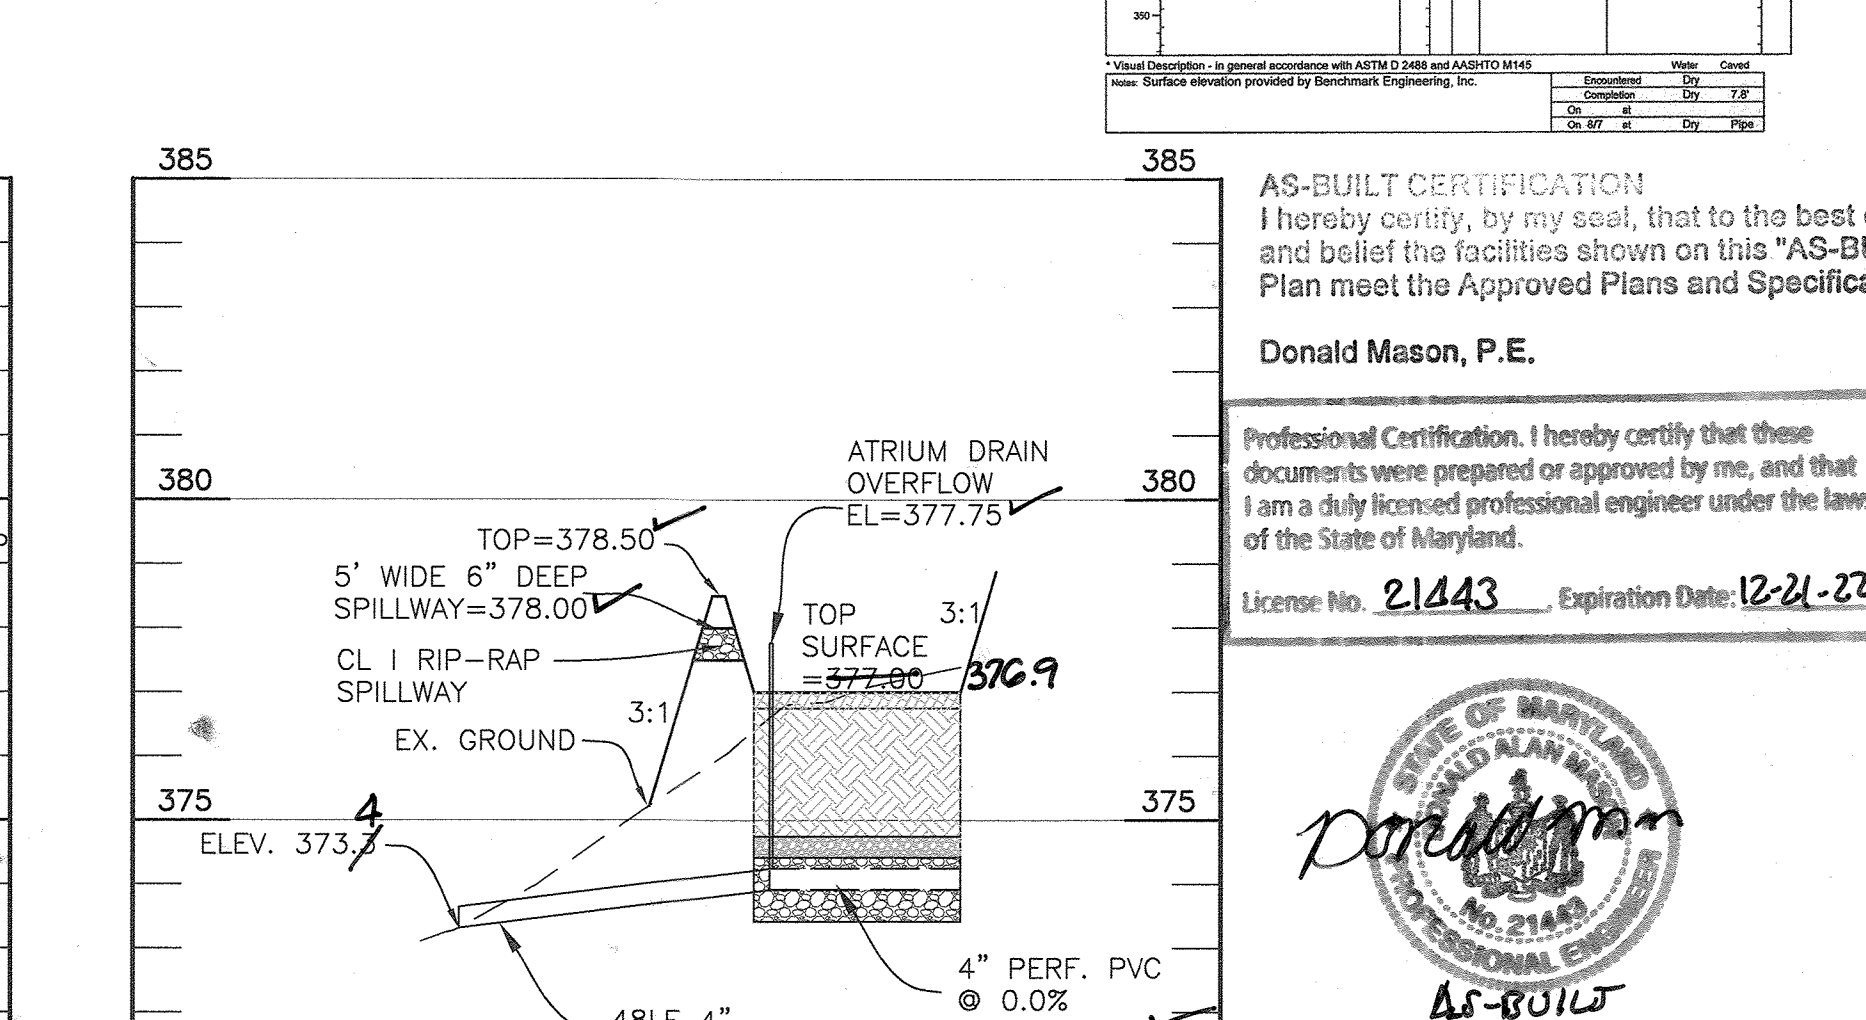 350
* Visual Description - in general accordance with ASTM D 2488 and AASHTO M145 Water Caved
Notes: Surface elevation provided by Benchmark Engineering, Inc.
Encountered Dry
Completion Dry 7.8'
On at
On 8/7 at Dry Pipe
385
385
AS-BUILT CERTIFICATION
I hereby certify, by my seal, that to the best
and belief the facilities shown on this "AS-BU
Plan meet the Approved Plans and Specifica
Donald Mason, P.E.
Professional Certification. I hereby certify that these
documents were prepared or approved by me, and that
I am a duly licensed professional engineer under the laws
of the State of Maryland.
License No. 21443, Expiration Date: 12-21-22
380
380
ATRIUM DRAIN
OVERFLOW
EL=377.75
TOP=378.50
5' WIDE 6" DEEP
SPILLWAY=378.00
CL I RIP-RAP
SPILLWAY
3:1
EX. GROUND
TOP
SURFACE
=377.00
376.9
3:1
375
375
4
ELEV. 373.3
4" PERF. PVC
@ 0.0%
48LF 4"
STATE OF MARYLAND
DONALD ALAN MASON
No. 21443
PROFESSIONAL ENGINEER
Donald Mason
AS-BUILT